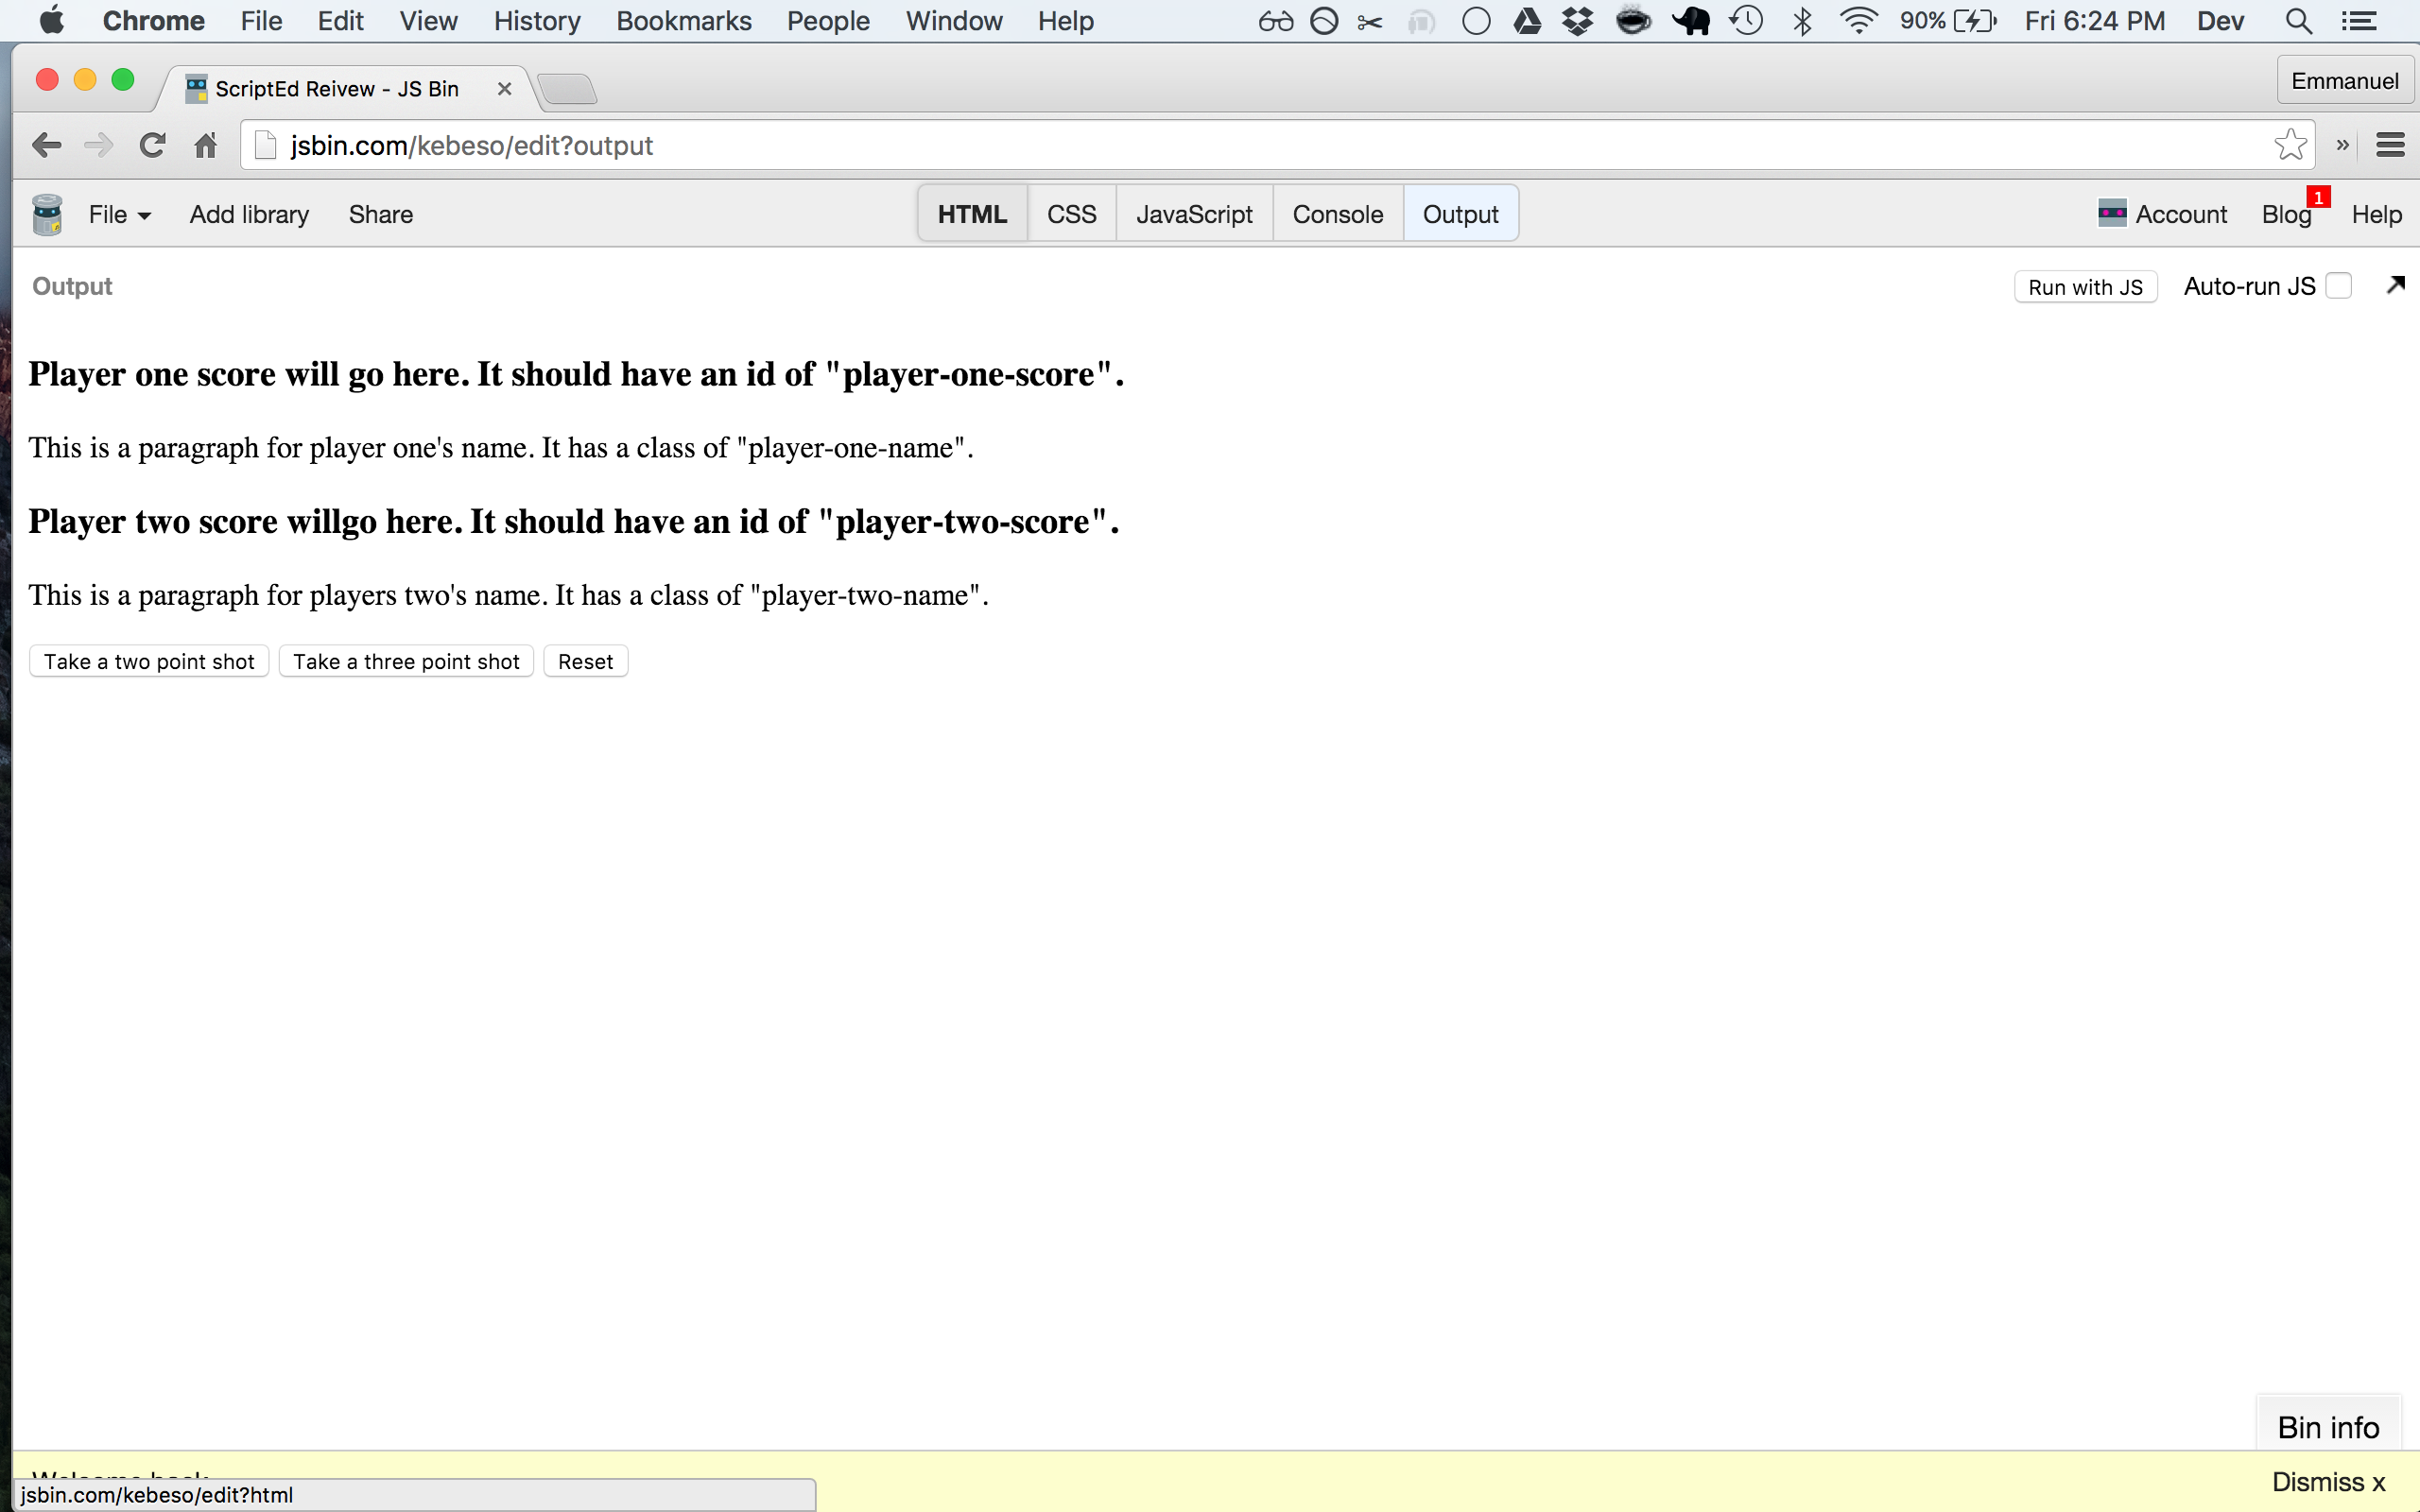 Chrome File Edit View History Bookmarks People Window Help 90% Fri 6:24 PM Dev
ScriptEd Reivew - JS Bin Emmanuel
jsbin.com/kebeso/edit?output »
File Add library Share HTML CSS JavaScript Console Output Account Blog 1 Help
Output Run with JS Auto-run JS
Player one score will go here. It should have an id of "player-one-score".
This is a paragraph for player one's name. It has a class of "player-one-name".
Player two score willgo here. It should have an id of "player-two-score".
This is a paragraph for players two's name. It has a class of "player-two-name".
Take a two point shot Take a three point shot Reset
Bin info
Welcome back Dismiss x
jsbin.com/kebeso/edit?html